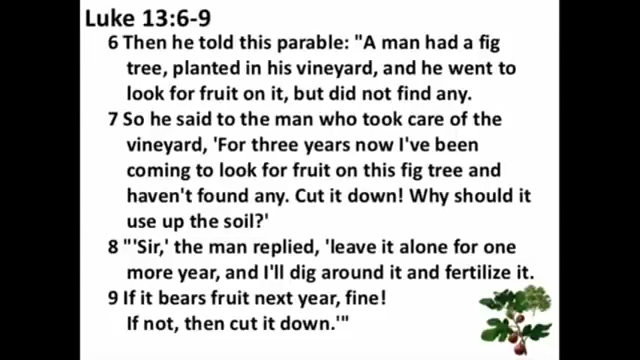 Luke 13:6-9
6 Then he told this parable: "A man had a fig
tree, planted in his vineyard, and he went to
look for fruit on it, but did not find any.
7 So he said to the man who took care of the
vineyard, 'For three years now I've been
coming to look for fruit on this fig tree and
haven't found any. Cut it down! Why should it
use up the soil?'
8 "'Sir,' the man replied, 'leave it alone for one
more year, and I'll dig around it and fertilize it.
9 If it bears fruit next year, fine!
If not, then cut it down.'"